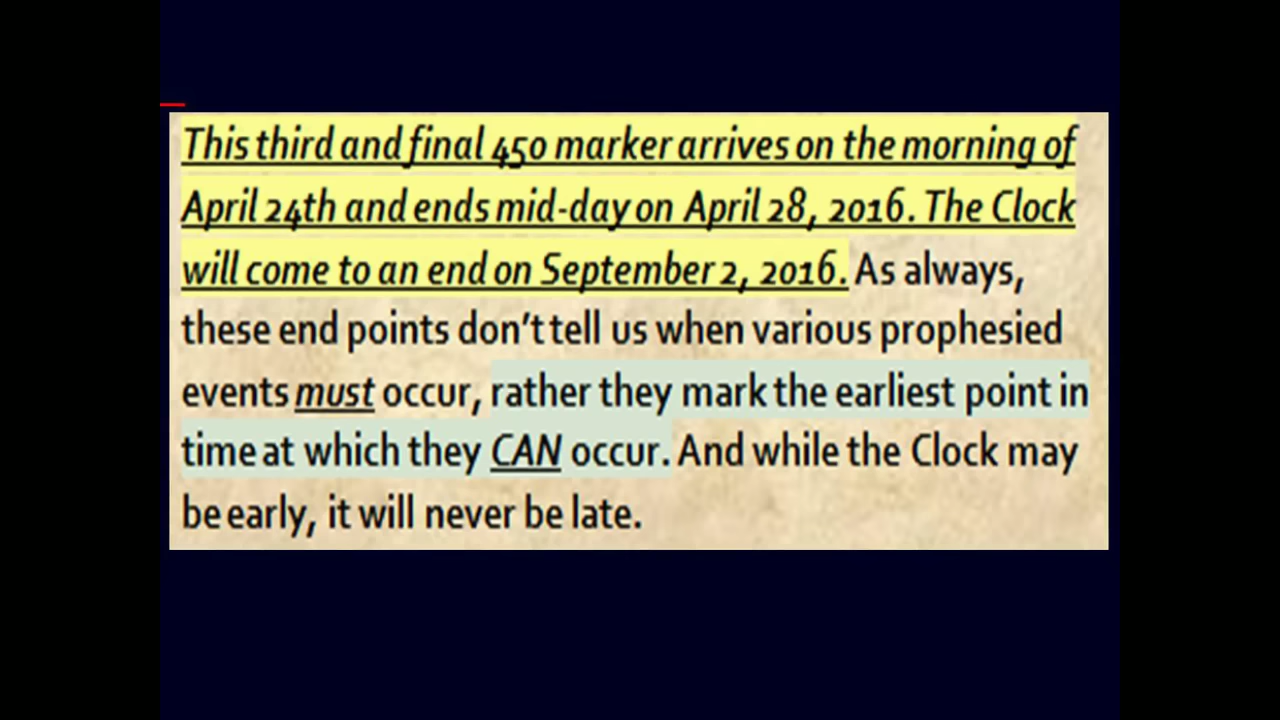 This third and final 450 marker arrives on the morning of
April 24th and ends mid-day on April 28, 2016. The Clock
will come to an end on September 2, 2016. As always,
these end points don't tell us when various prophesied
events must occur, rather they mark the earliest point in
time at which they CAN occur. And while the Clock may
be early, it will never be late.